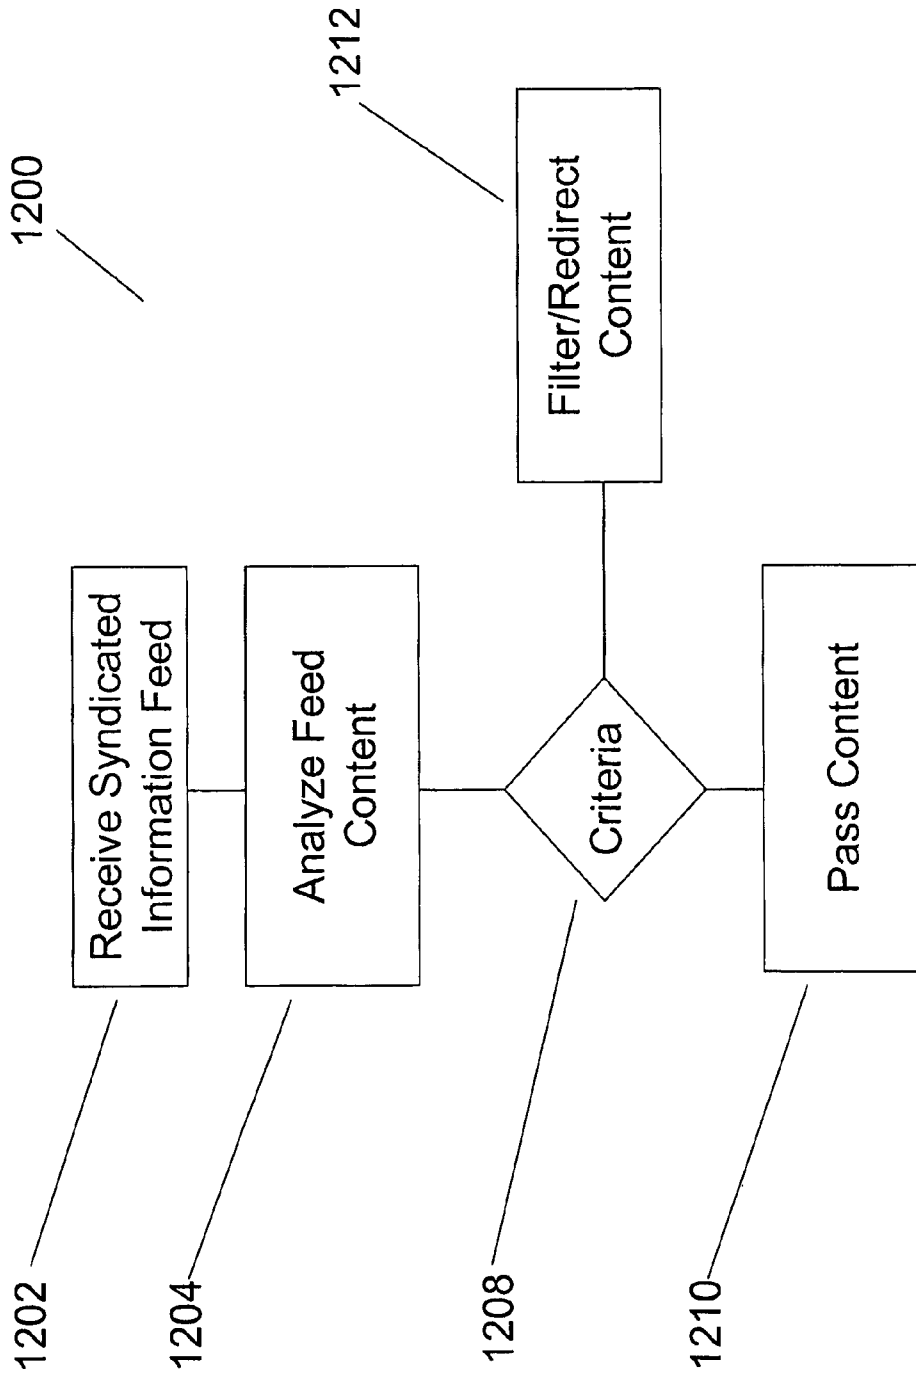 1200
1202
Receive Syndicated
Information Feed
1204
Analyze Feed
Content
1208
Criteria
1212
Filter/Redirect
Content
1210
Pass Content